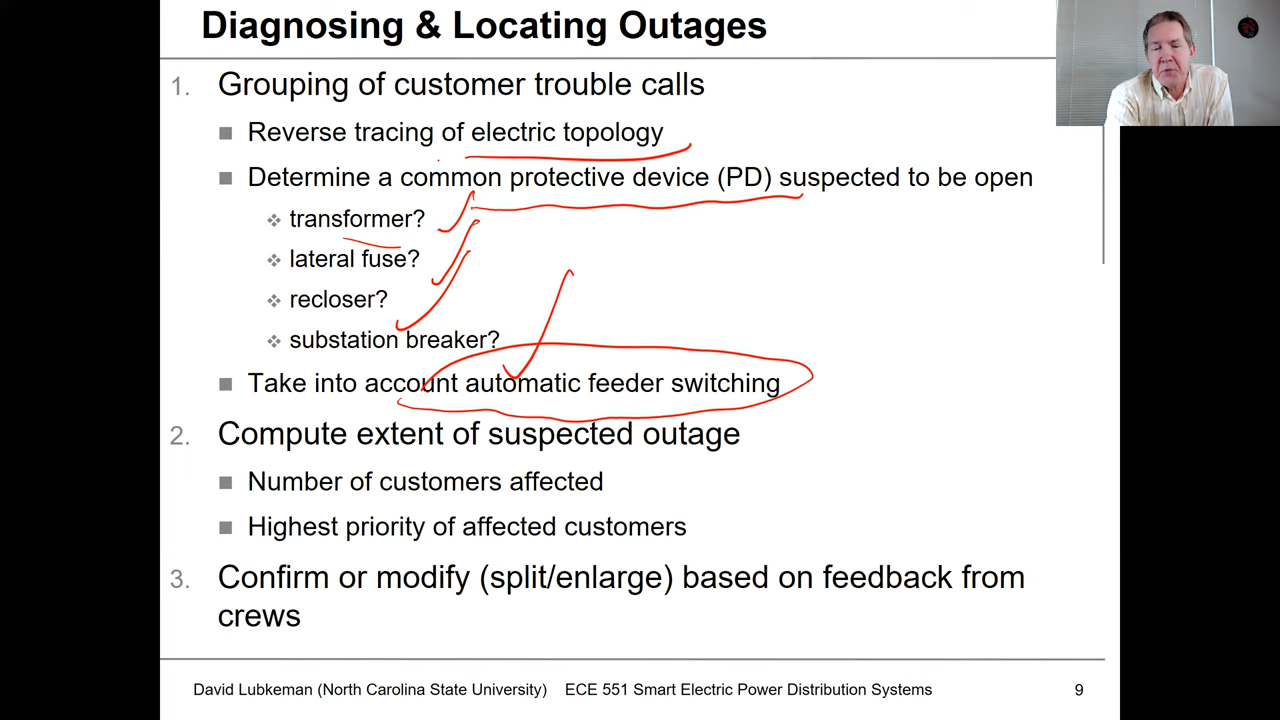 Diagnosing & Locating Outages
1. Grouping of customer trouble calls
Reverse tracing of electric topology
Determine a common protective device (PD) suspected to be open
transformer?
lateral fuse?
recloser?
substation breaker?
Take into account automatic feeder switching
2. Compute extent of suspected outage
Number of customers affected
Highest priority of affected customers
3. Confirm or modify (split/enlarge) based on feedback from
crews
David Lubkeman (North Carolina State University) ECE 551 Smart Electric Power Distribution Systems 9